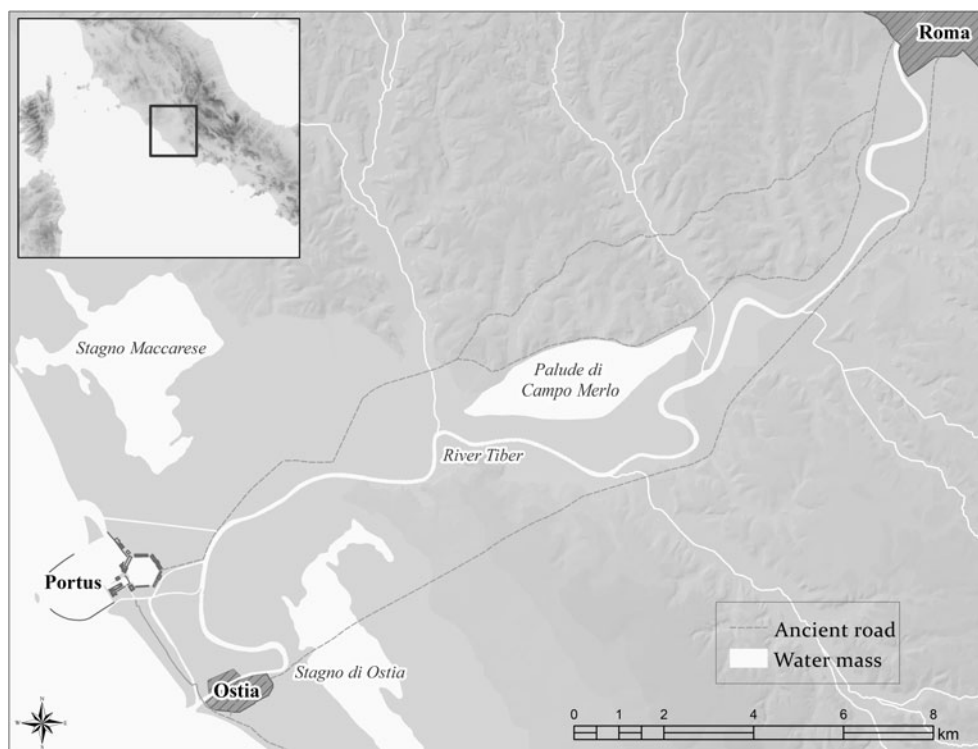 Roma
Stagno Maccarese
Palude di
Campo Merlo
River Tiber
Portus
Ancient road
Water mass
Stagno di Ostia
Ostia
N
W
E
S
0 1 2 4 6 8
km